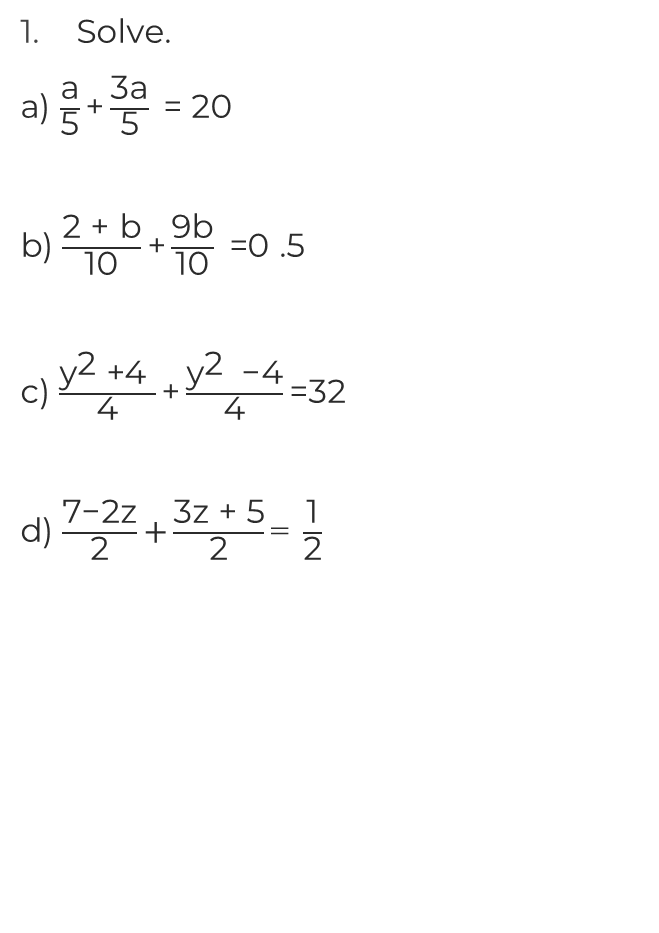 1. Solve.
a) a/5 + 3a/5 = 20
b) 2 + b/10 + 9b/10 =0 .5
c) y² +4/4 + y² −4/4 =32
d) 7−2z/2 + 3z + 5/2 = 1/2